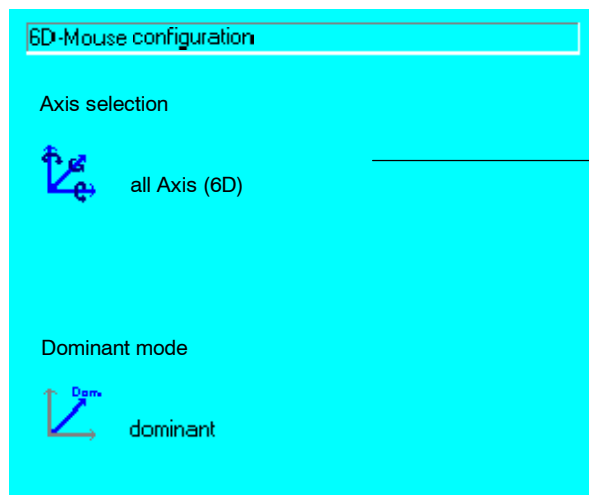 6D-Mouse configuration
Axis selection
all Axis (6D)
Dominant mode
Dom.
dominant